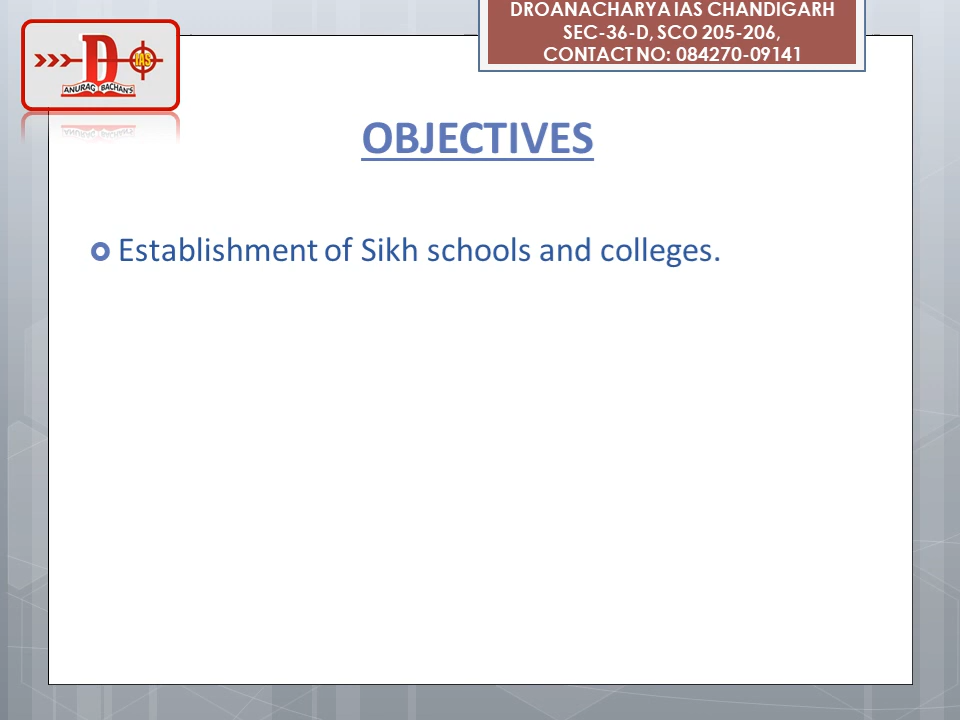 DROANACHARYA IAS CHANDIGARH
SEC-36-D, SCO 205-206,
CONTACT NO: 084270-09141
D
IAS
ANURAG BACHAN'S
OBJECTIVES
Establishment of Sikh schools and colleges.